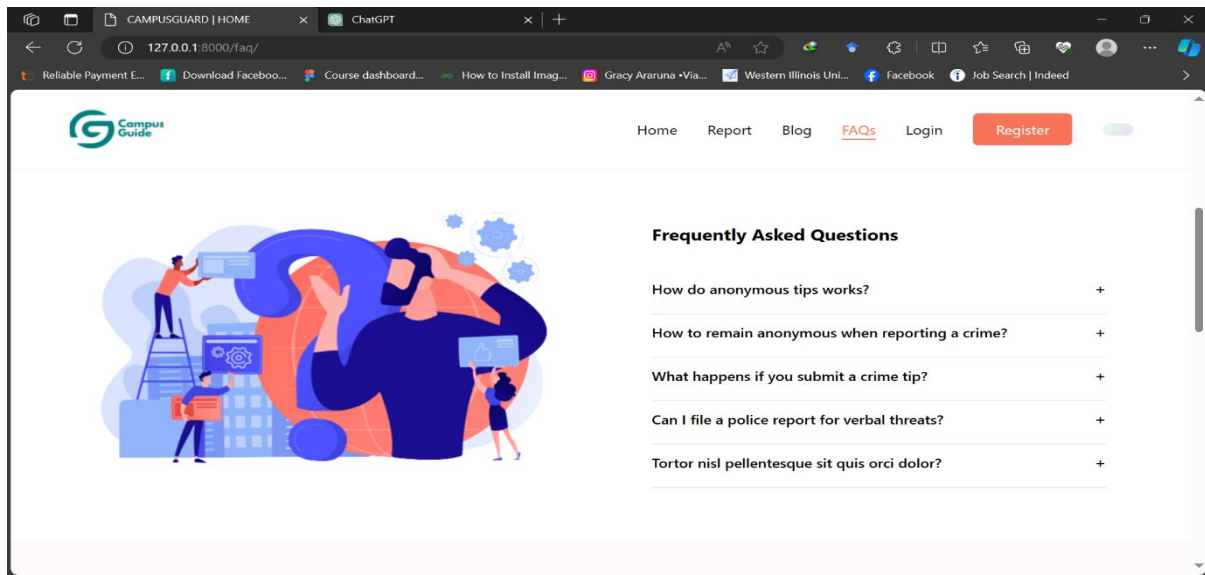 CAMPUSGUARD | HOME
ChatGPT
127.0.0.1:8000/faq/
Reliable Payment E...
Download Faceboo...
Course dashboard...
How to Install Imag...
Gracy Araruna •Via...
Western Illinois Uni...
Facebook
Job Search | Indeed
Campus
Guide
Home
Report
Blog
FAQs
Login
Register
Frequently Asked Questions
How do anonymous tips works?
How to remain anonymous when reporting a crime?
What happens if you submit a crime tip?
Can I file a police report for verbal threats?
Tortor nisl pellentesque sit quis orci dolor?